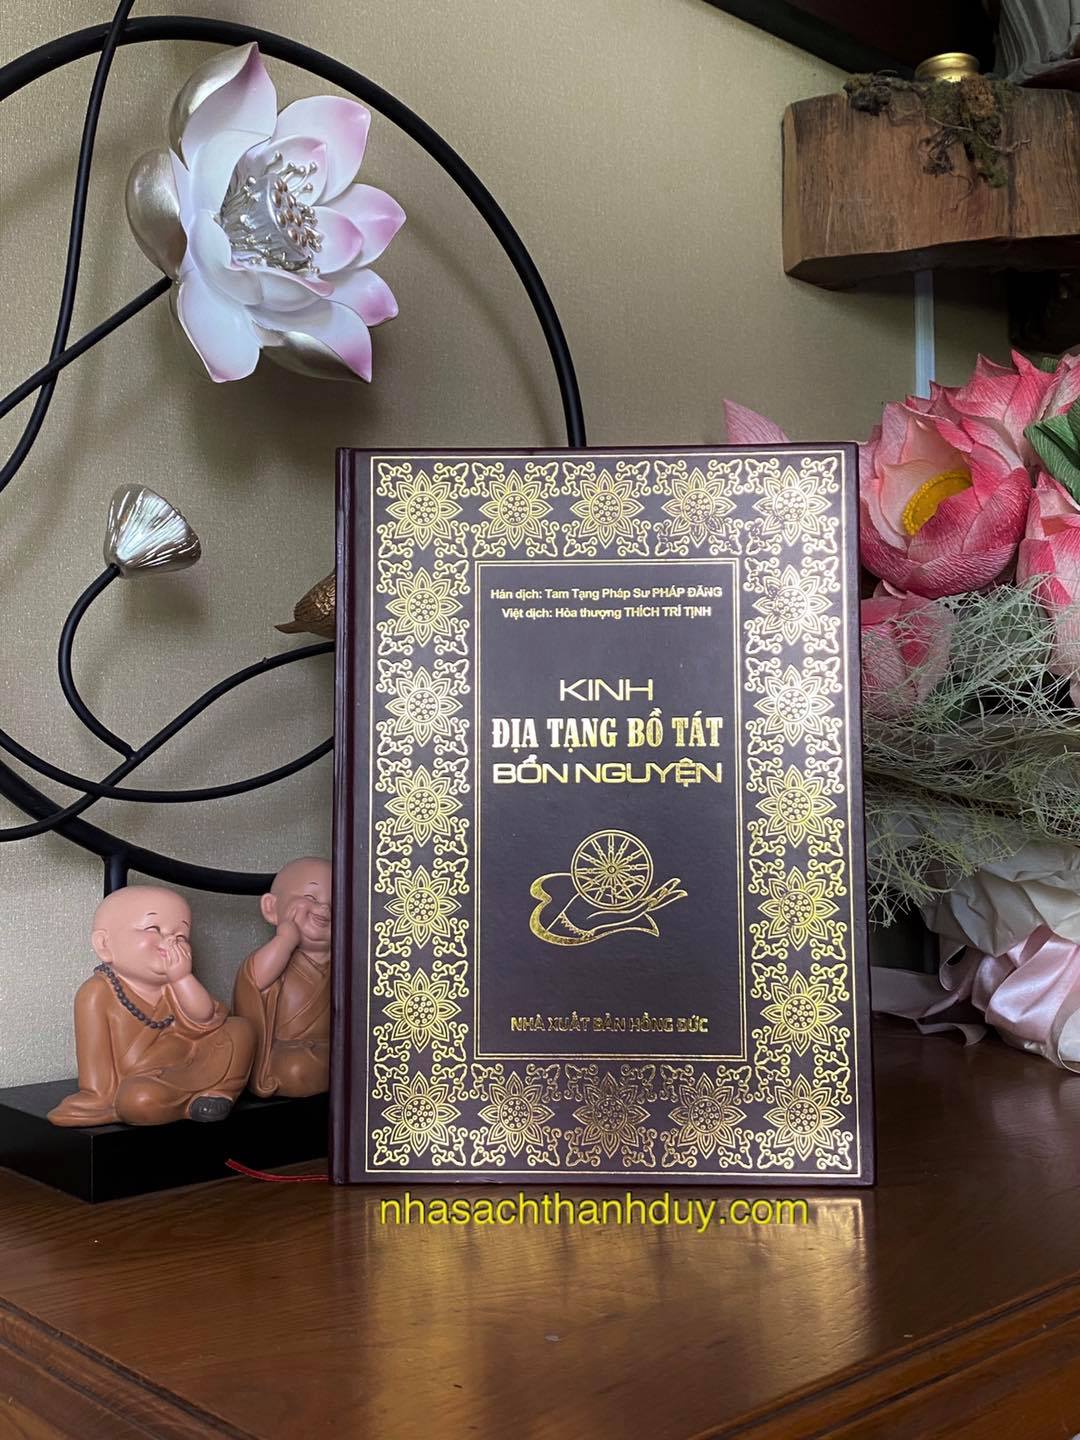 Hán dịch: Tam Tạng Pháp Sư PHÁP ĐĂNG
Việt dịch: Hòa thượng THÍCH TRÍ TỊNH
KINH
ĐỊA TẠNG BỒ TÁT
BỔN NGUYỆN
NHÀ XUẤT BẢN HỒNG ĐỨC
nhasachthanhduy.com